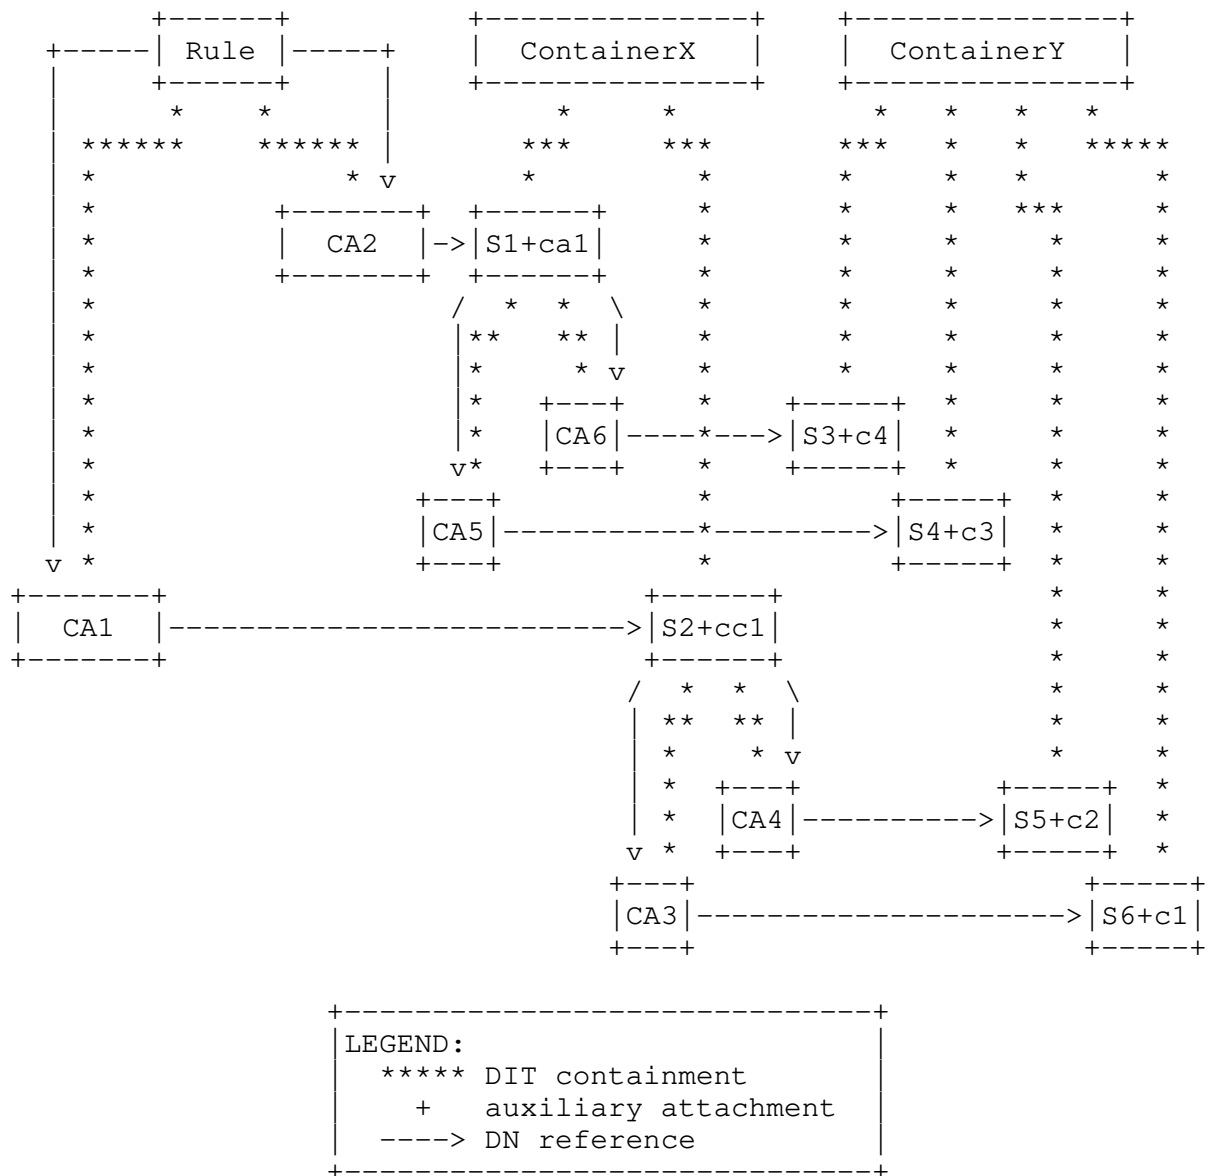 Rule ContainerX ContainerY
CA2 S1+ca1
CA6 S3+c4
CA5 S4+c3
CA1 S2+cc1
CA4 S5+c2
CA3 S6+c1
LEGEND:
***** DIT containment
+ auxiliary attachment
----> DN reference